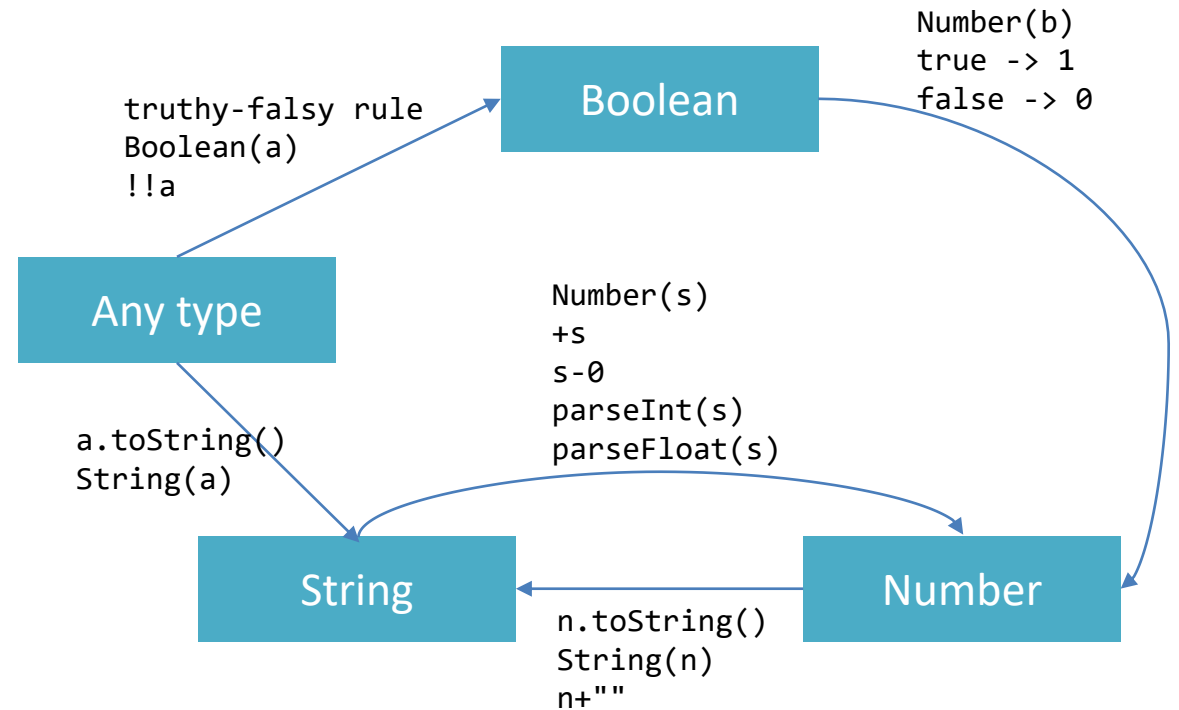 Number(b)
true -> 1
false -> 0
Boolean
truthy-falsy rule
Boolean(a)
!!a
Any type
Number(s)
+s
s-0
parseInt(s)
parseFloat(s)
a.toString()
String(a)
String
Number
n.toString()
String(n)
n+""